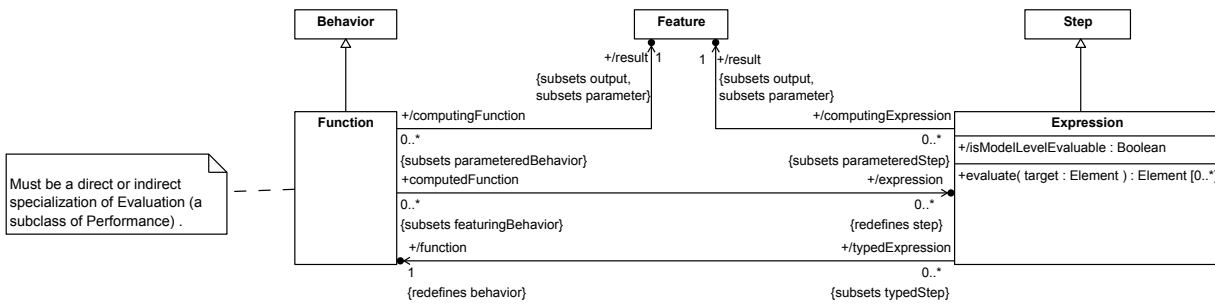 Behavior
Feature
Step
+/result
1
1
+/result
{subsets output,
subsets parameter}
{subsets output,
subsets parameter}
Function
+/computingFunction
0..*
{subsets parameteredBehavior}
+/computingExpression
0..*
{subsets parameteredStep}
Expression
+/isModelLevelEvaluable : Boolean
+evaluate( target : Element ) : Element [0..*]
Must be a direct or indirect
specialization of Evaluation (a
subclass of Performance) .
+computedFunction
0..*
{subsets featuringBehavior}
+/expression
0..*
{redefines step}
+/function
1
{redefines behavior}
+/typedExpression
0..*
{subsets typedStep}